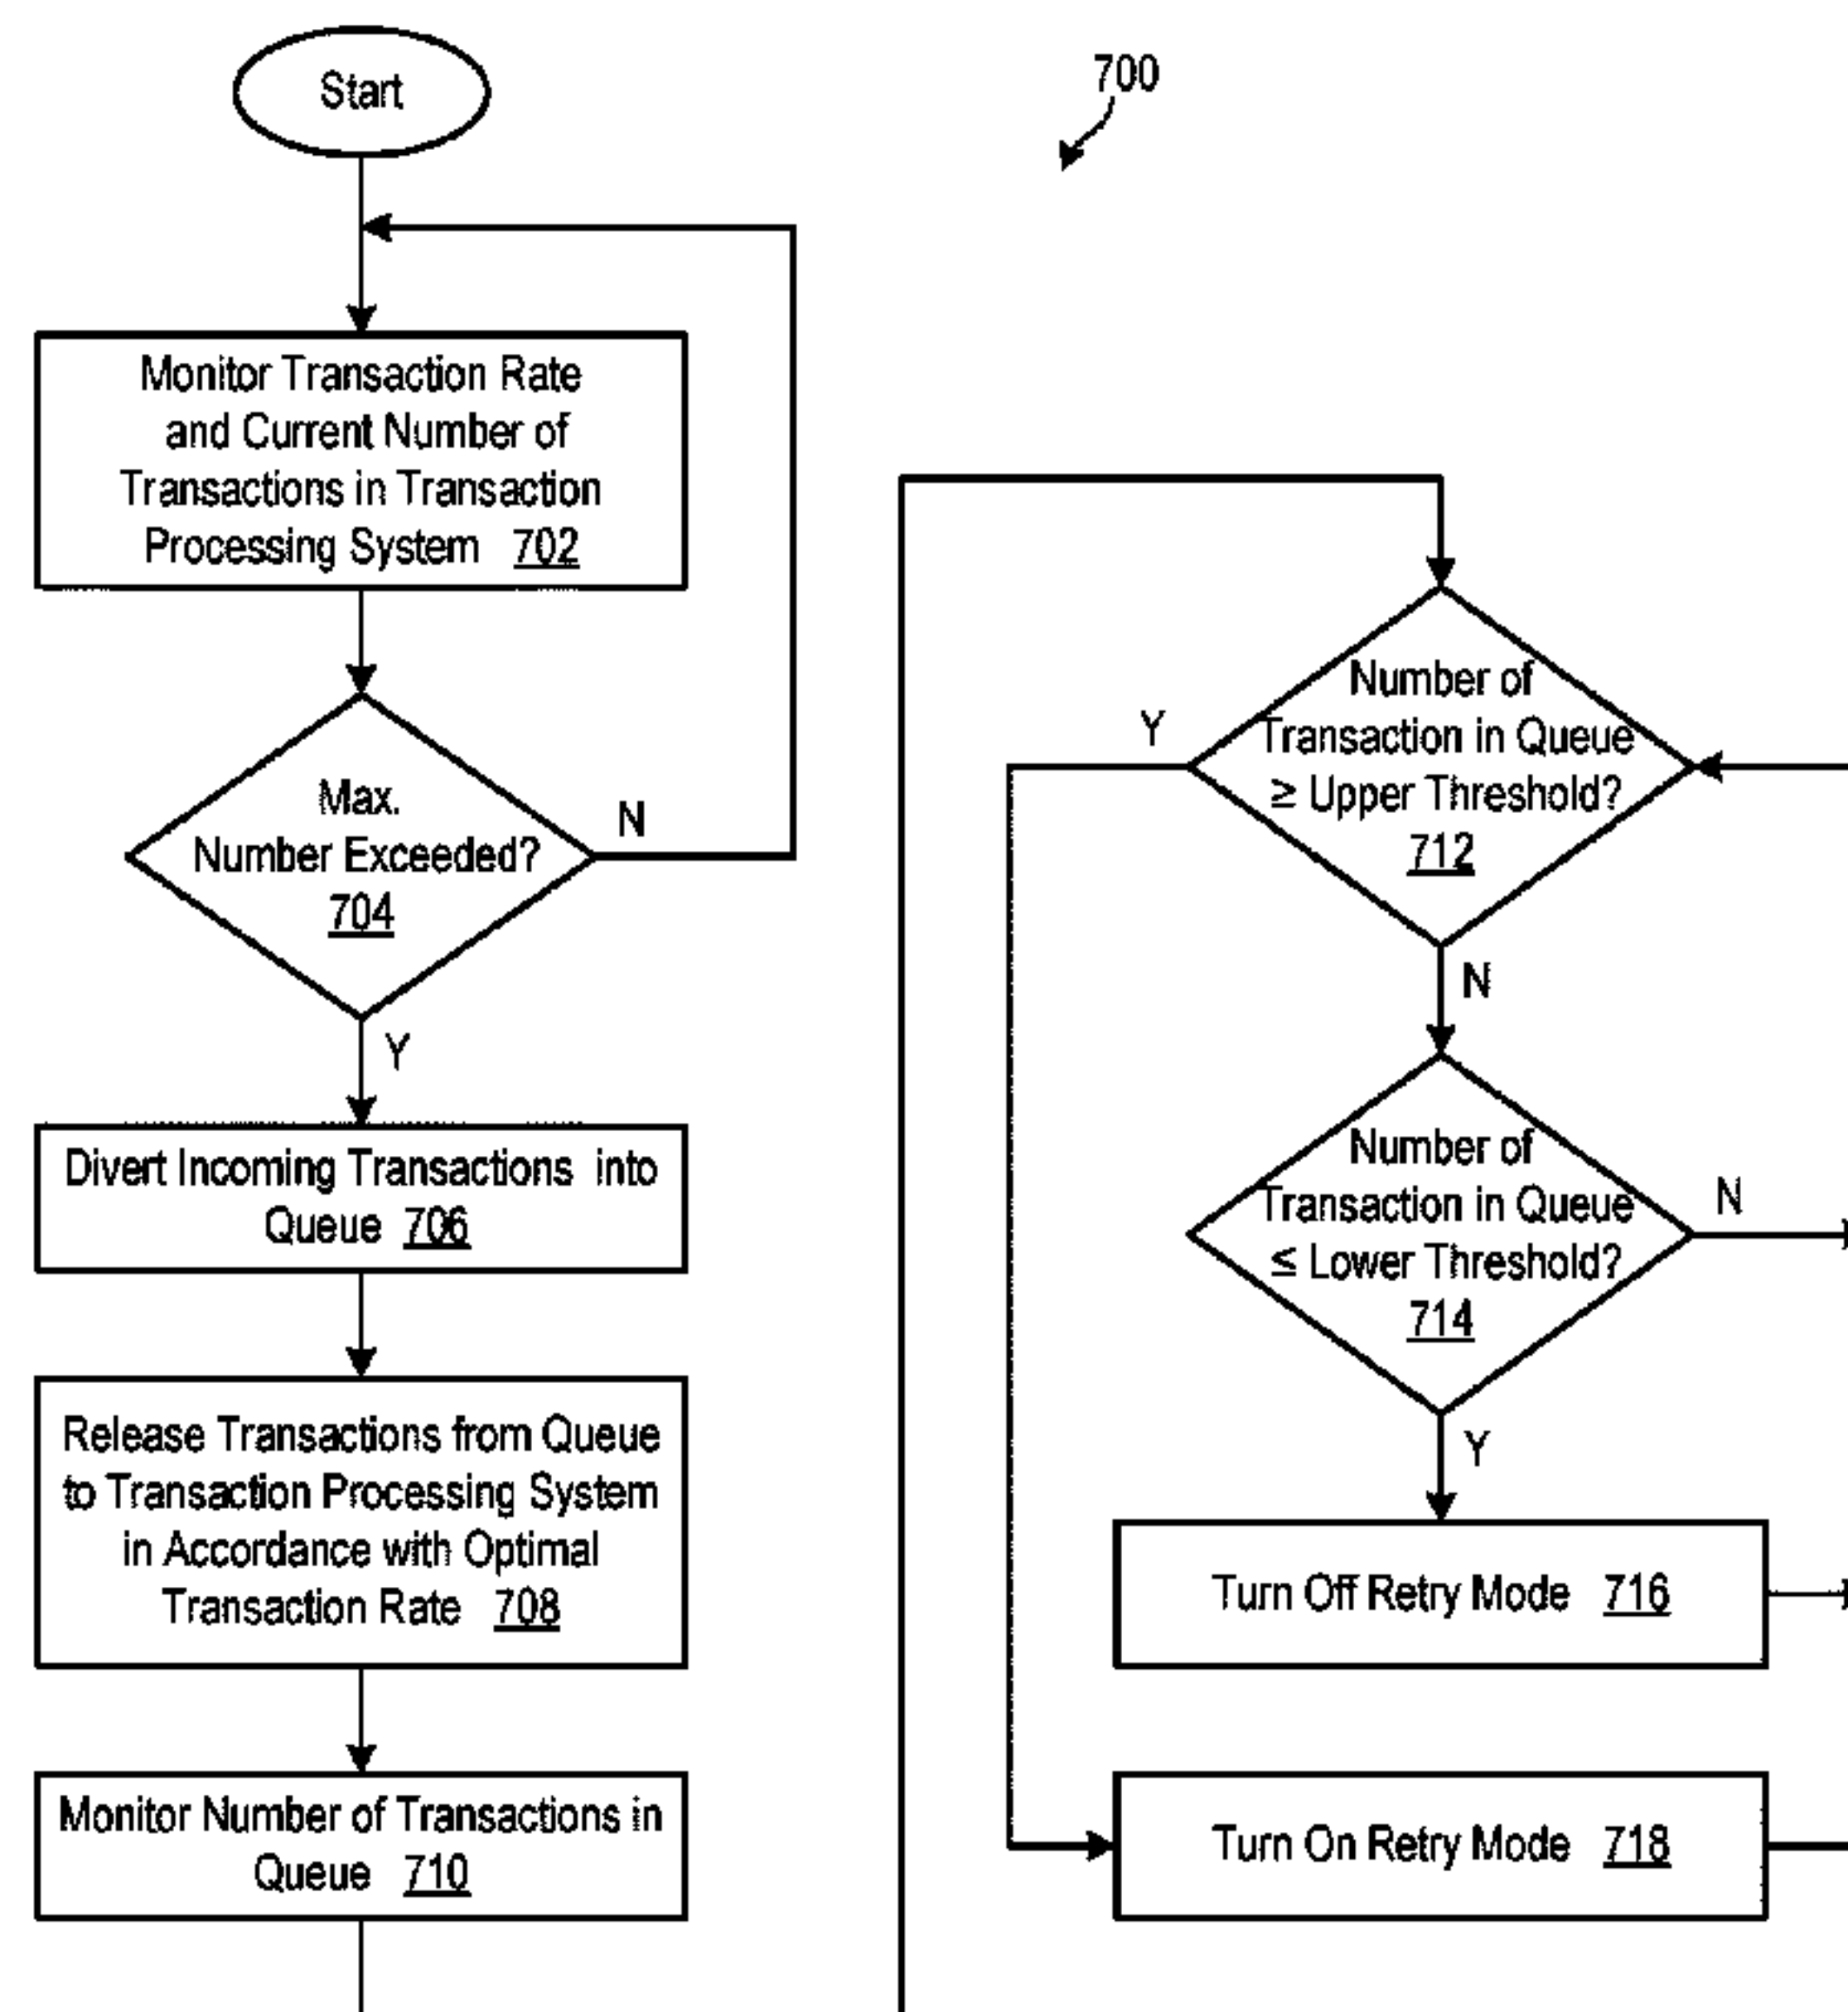 Start
700
Monitor Transaction Rate
and Current Number of
Transactions in Transaction
Processing System 702
Max.
Number Exceeded?
704
N
Y
Divert Incoming Transactions into
Queue 706
Release Transactions from Queue
to Transaction Processing System
in Accordance with Optimal
Transaction Rate 708
Monitor Number of Transactions in
Queue 710
Number of
Transaction in Queue
≥ Upper Threshold?
712
Y
N
Number of
Transaction in Queue
≤ Lower Threshold?
714
N
Y
Turn Off Retry Mode 716
Turn On Retry Mode 718